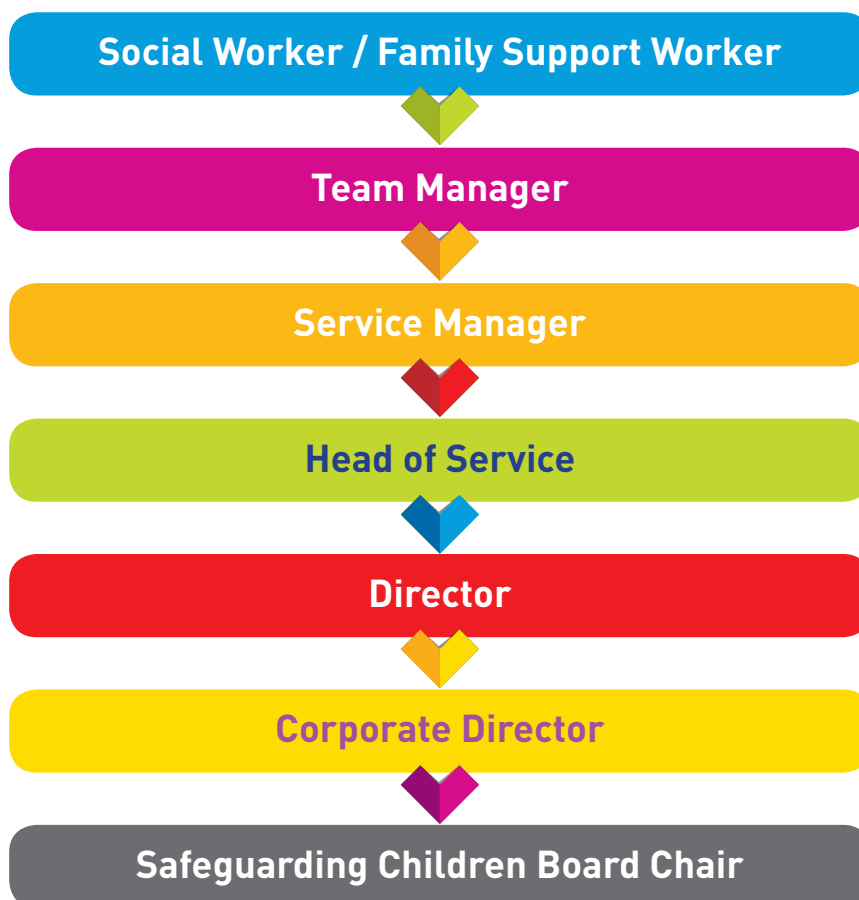 Social Worker / Family Support Worker
Team Manager
Service Manager
Head of Service
Director
Corporate Director
Safeguarding Children Board Chair